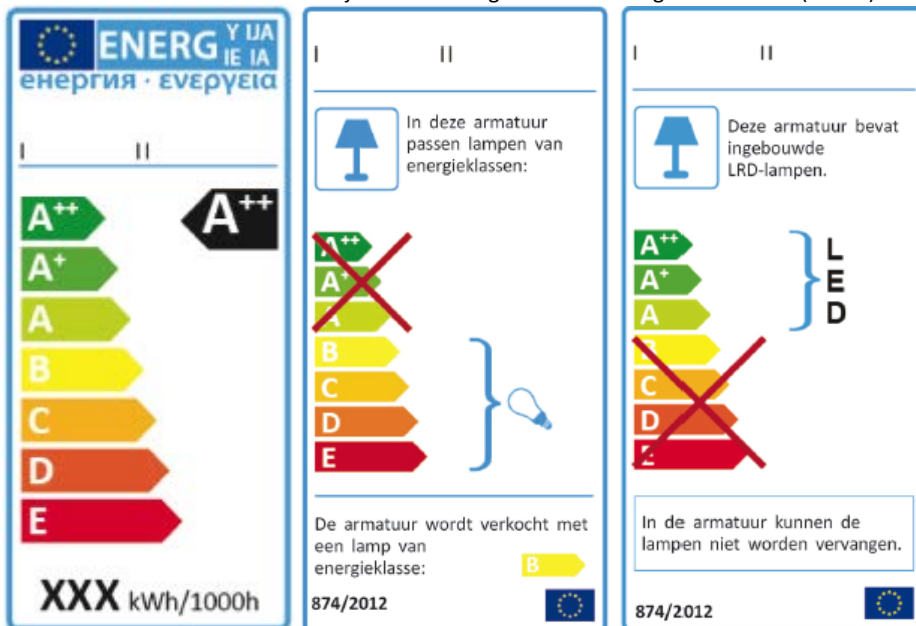 ENERG Y IJA
IE IA
енергия · ενεργεια
I II
A++ A++
A+
A
B
C
D
E
XXX kWh/1000h
I II
In deze armatuur
passen lampen van
energieklassen:
A++
A+
A
B
C
D
E
De armatuur wordt verkocht met
een lamp van
energieklasse: B
874/2012
I II
Deze armatuur bevat
ingebouwde
LRD-lampen.
A++
A+
A
L
E
D
B
C
D
E
In de armatuur kunnen de
lampen niet worden vervangen.
874/2012